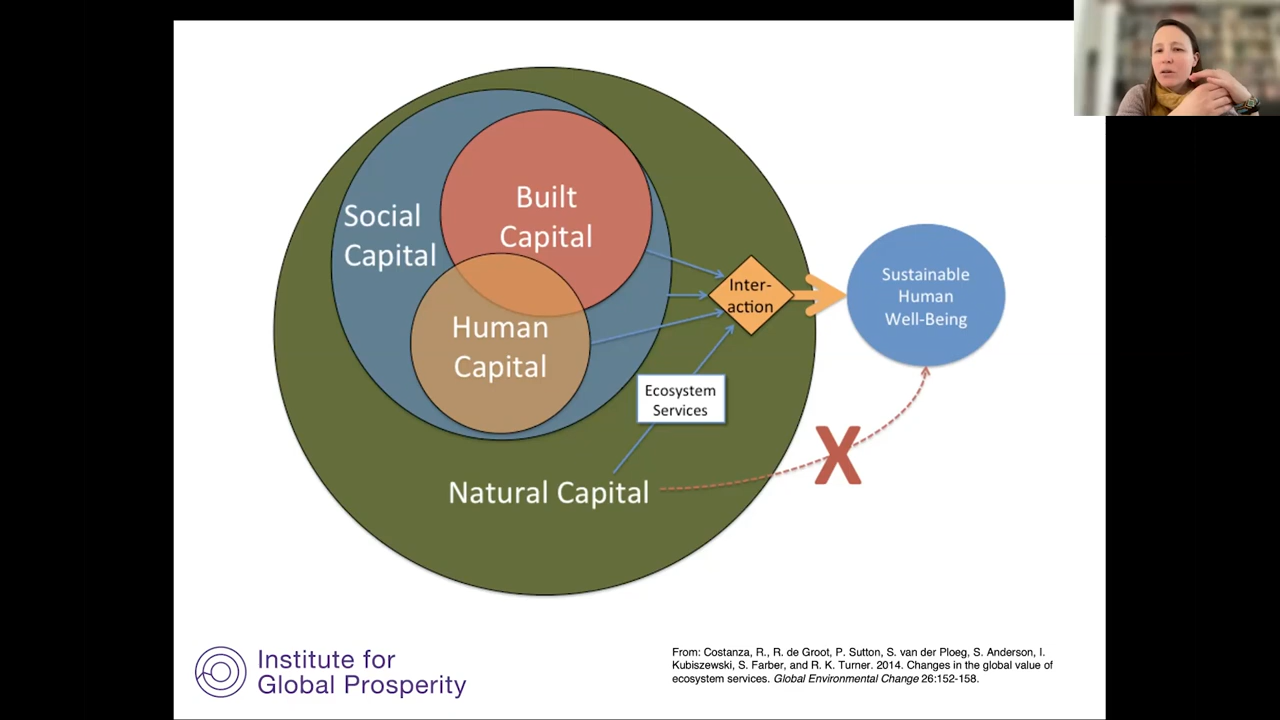 Built
Capital
Social
Capital
Human
Capital
Inter-
action
Sustainable
Human
Well-Being
Ecosystem
Services
X
Natural Capital
Institute for
Global Prosperity
From: Costanza, R., R. de Groot, P. Sutton, S. van der Ploeg, S. Anderson, I.
Kubiszewski, S. Farber, and R. K. Turner. 2014. Changes in the global value of
ecosystem services. Global Environmental Change 26:152-158.